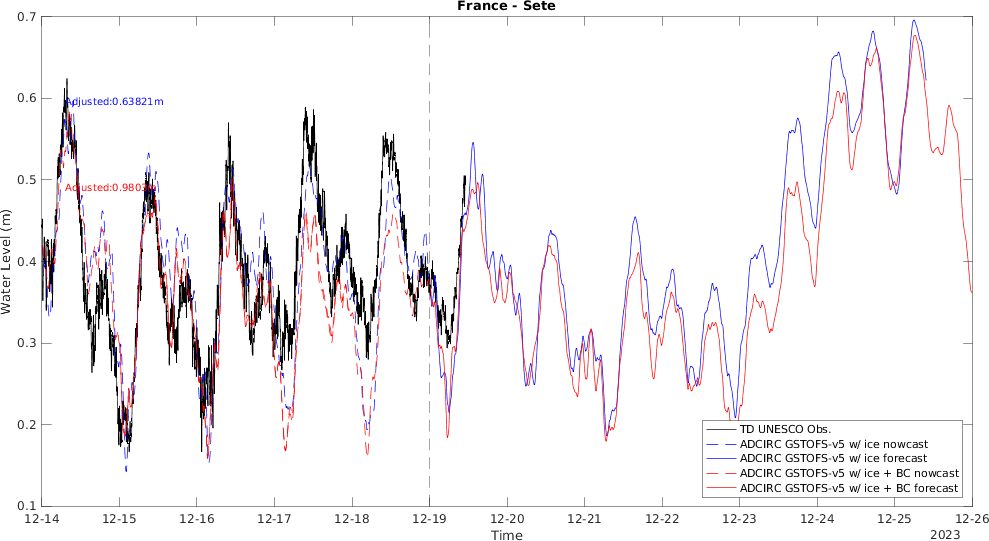 France - Sete
0.7
0.6
0.5
0.4
0.3
0.2
0.1
Water Level (m)
Adjusted:0.63821m
TD UNESCO Obs.
ADCIRC GSTOFS-v5 w/ ice nowcast
ADCIRC GSTOFS-v5 w/ ice forecast
ADCIRC GSTOFS-v5 w/ ice + BC nowcast
ADCIRC GSTOFS-v5 w/ ice + BC forecast
12-14 12-15 12-16 12-17 12-18 12-19 12-20 12-21 12-22 12-23 12-24 12-25 12-26
Time
2023